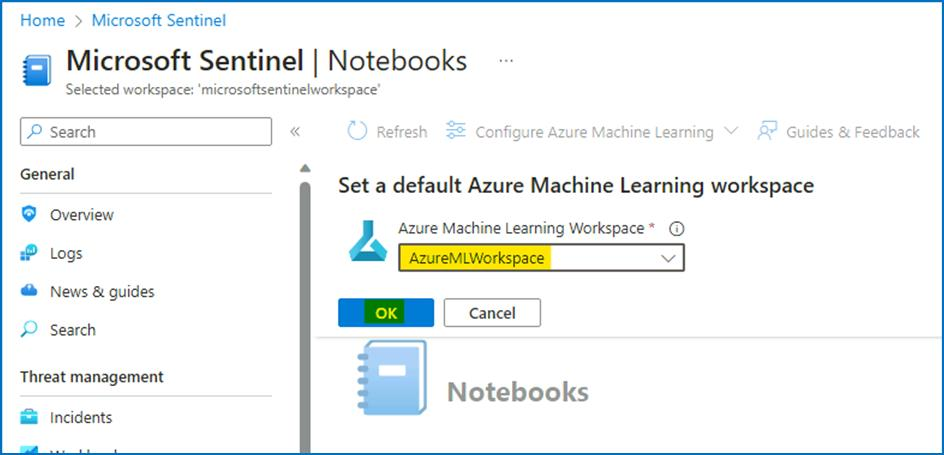 Home > Microsoft Sentinel
Microsoft Sentinel | Notebooks ...
Selected workspace: 'microsoftsentinelworkspace'
Search
«
Refresh
Configure Azure Machine Learning
Guides & Feedback
General
Overview
Logs
News & guides
Search
Threat management
Incidents
Set a default Azure Machine Learning workspace
Azure Machine Learning Workspace *
AzureMLWorkspace
OK
Cancel
Notebooks